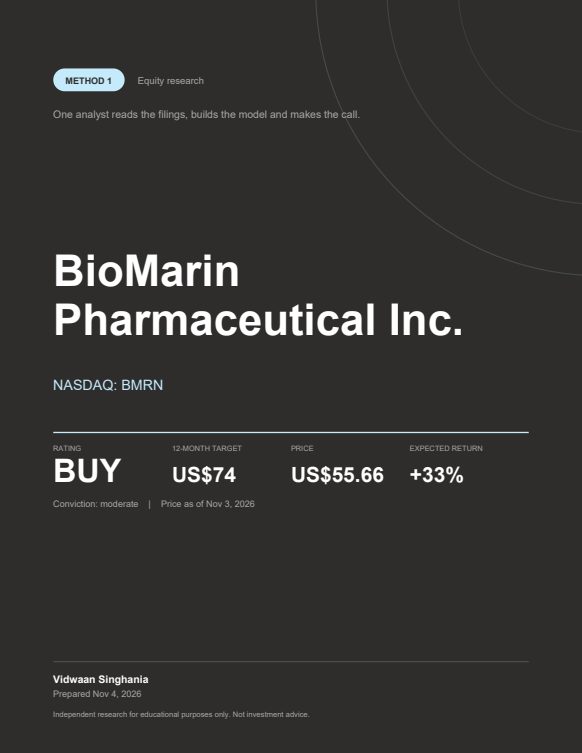 METHOD 1 Equity research
One analyst reads the filings, builds the model and makes the call.
BioMarin
Pharmaceutical Inc.
NASDAQ: BMRN
RATING 12-MONTH TARGET PRICE EXPECTED RETURN
BUY US$74 US$55.66 +33%
Conviction: moderate | Price as of Nov 3, 2026
Vidwaan Singhania
Prepared Nov 4, 2026
Independent research for educational purposes only. Not investment advice.